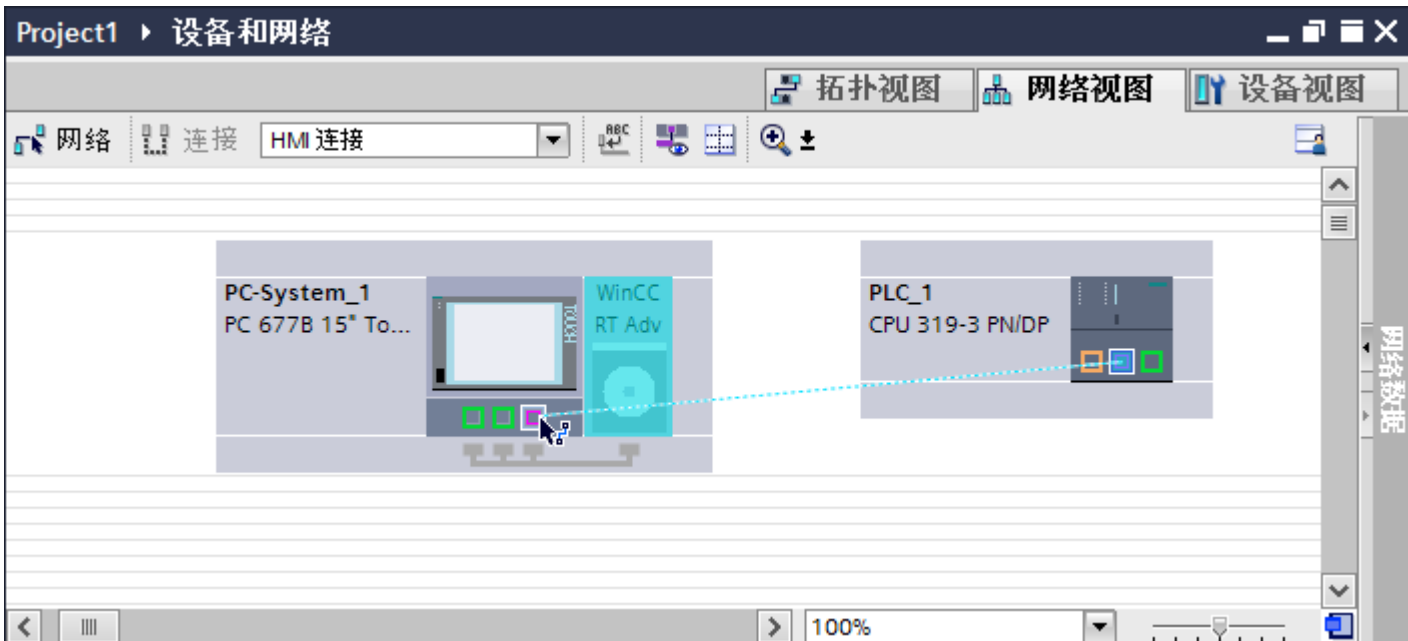 Project1 ▸ 设备和网络
拓扑视图 网络视图 设备视图
网络 连接 HMI 连接 ABC
PC-System_1
PC 677B 15" To...
TOUCH
WinCC
RT Adv
PLC_1
CPU 319-3 PN/DP
网络数据
100%